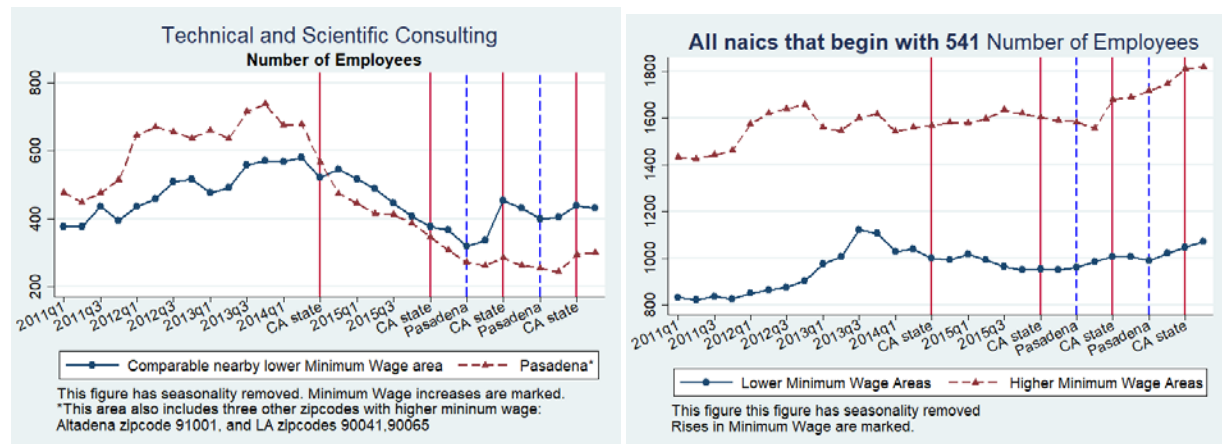 Technical and Scientific Consulting
Number of Employees
800
600
400
200
2011q1
2011q3
2012q1
2012q3
2013q1
2013q3
2014q1
CA state
2015q1
2015q3
CA state
Pasadena
CA state
Pasadena
CA state
Comparable nearby lower Minimum Wage area
Pasadena*
This figure has seasonality removed. Minimum Wage increases are marked.
*This area also includes three other zipcodes with higher mininum wage:
Altadena zipcode 91001, and LA zipcodes 90041,90065
All naics that begin with 541 Number of Employees
1800
1600
1400
1200
1000
800
2011q1
2011q3
2012q1
2012q3
2013q1
2013q3
2014q1
CA state
2015q1
2015q3
CA state
Pasadena
CA state
Pasadena
CA state
Lower Minimum Wage Areas
Higher Minimum Wage Areas
This figure this figure has seasonality removed
Rises in Minimum Wage are marked.